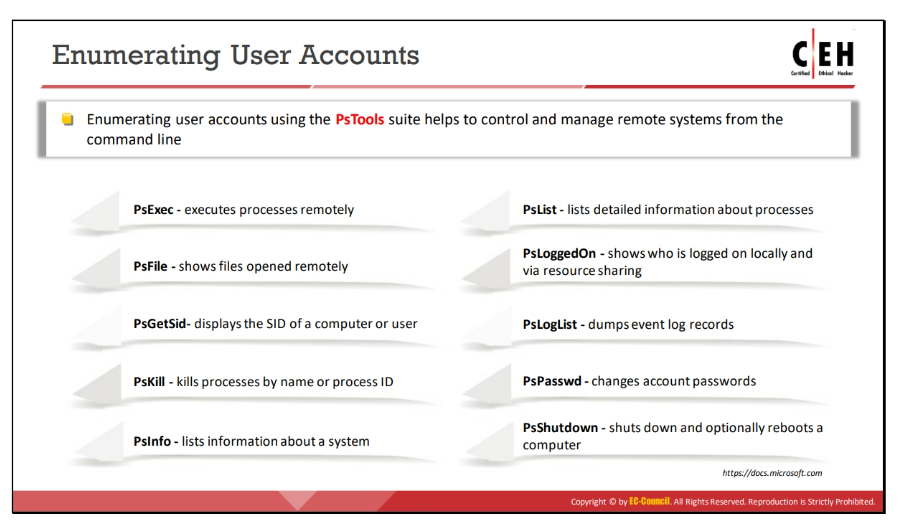 Enumerating User Accounts
C|EH
Certified Ethical Hacker
Enumerating user accounts using the PsTools suite helps to control and manage remote systems from the
command line
PsExec - executes processes remotely
PsFile - shows files opened remotely
PsGetSid- displays the SID of a computer or user
PsKill - kills processes by name or process ID
PsInfo - lists information about a system
PsList - lists detailed information about processes
PsLoggedOn - shows who is logged on locally and
via resource sharing
PsLogList - dumps event log records
PsPasswd - changes account passwords
PsShutdown - shuts down and optionally reboots a
computer
https://docs.microsoft.com
Copyright © by EC-Council. All Rights Reserved. Reproduction is Strictly Prohibited.